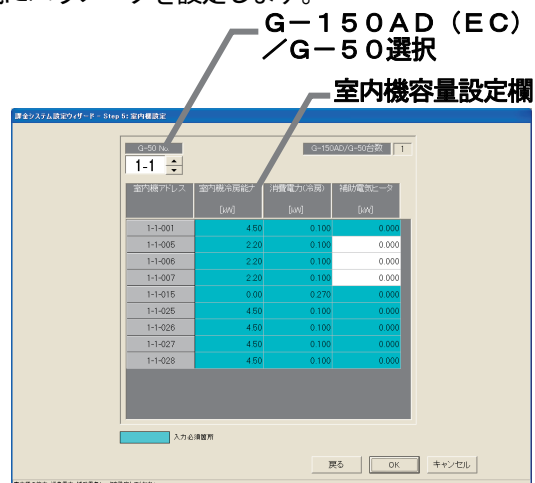 にパラメータを設定します。
G－150AD（EC）
／G－50選択
室内機容量設定欄
課金システム設定ウィザード - Step 5: 室内機設定
G-50 No.
G-150AD/G-50台数 1
1-1
室内機アドレス 室内機冷房能力 消費電力(冷房) 補助電気ヒータ
[kW] [kW] [kW]
1-1-001 4.50 0.100 0.000
1-1-005 2.20 0.100 0.000
1-1-006 2.20 0.100 0.000
1-1-007 2.20 0.100 0.000
1-1-015 0.00 0.270 0.000
1-1-025 4.50 0.100 0.000
1-1-026 4.50 0.100 0.000
1-1-027 4.50 0.100 0.000
1-1-028 4.50 0.100 0.000
入力必須箇所
戻る OK キャンセル